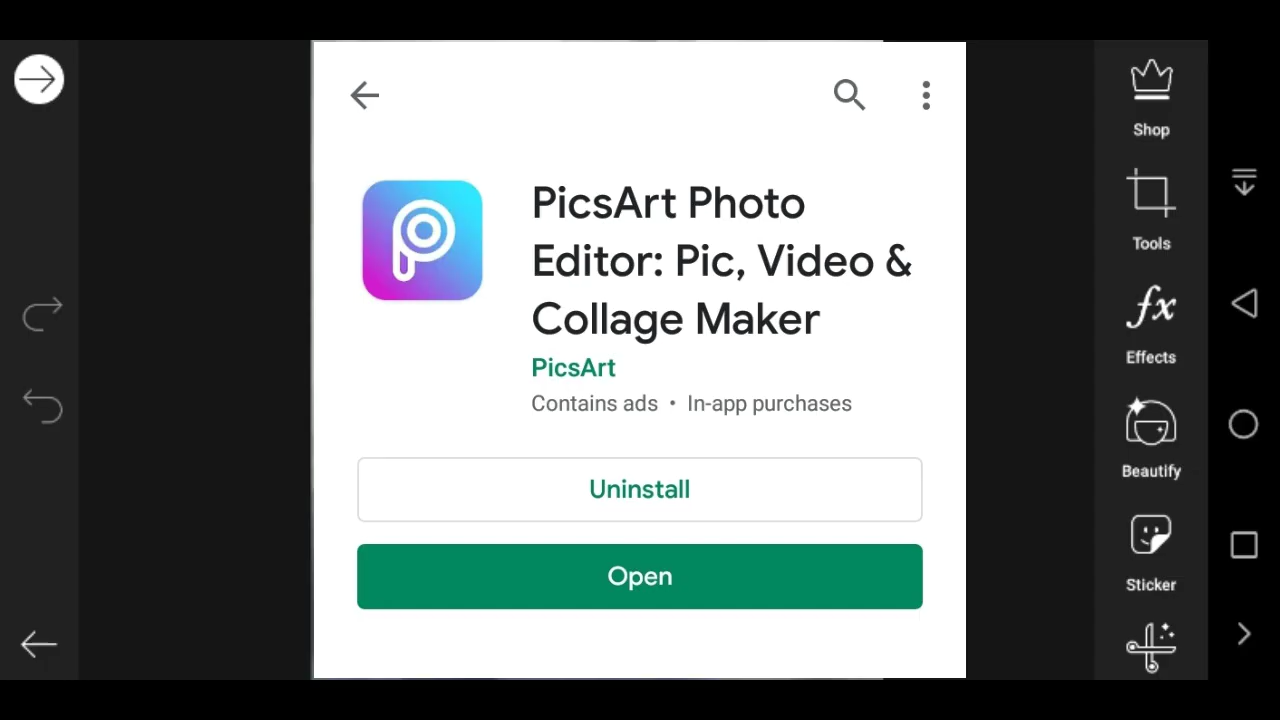 PicsArt Photo
Editor: Pic, Video &
Collage Maker
PicsArt
Contains ads • In-app purchases
Uninstall
Open
Shop
Tools
fx
Effects
Beautify
Sticker